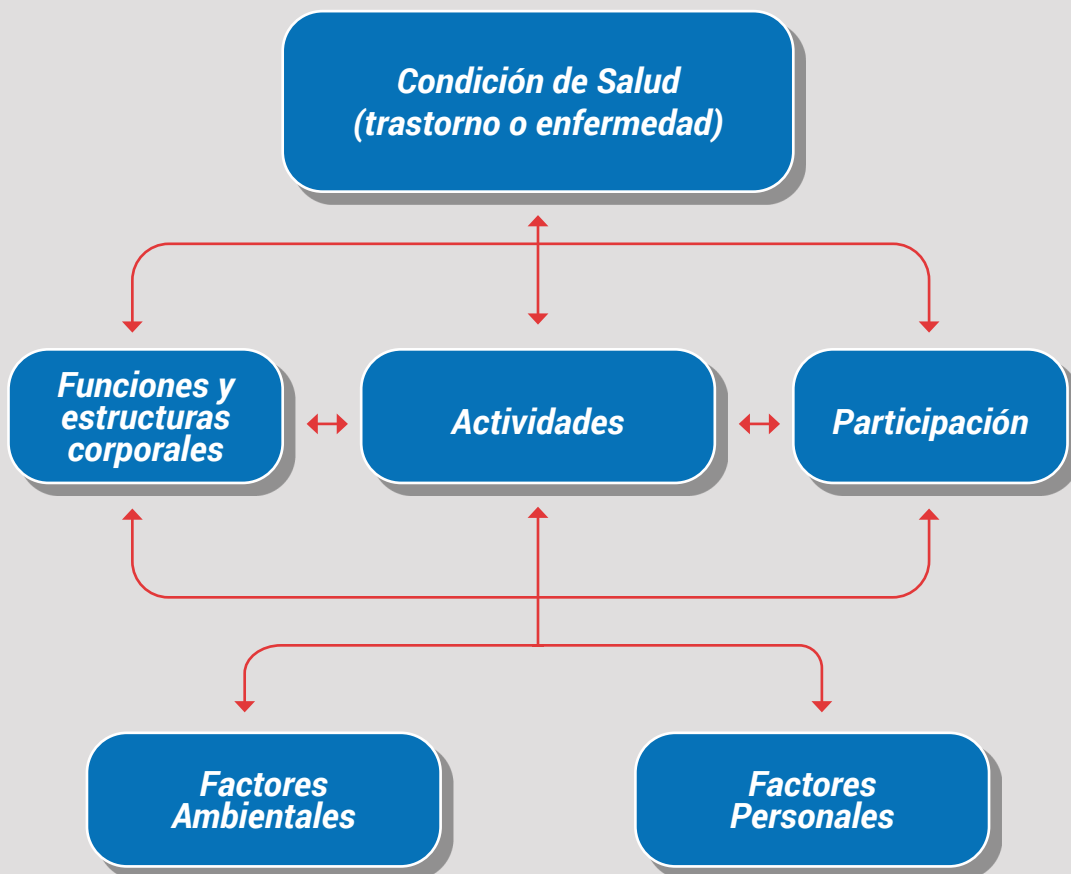 Condición de Salud
(trastorno o enfermedad)
Funciones y
estructuras
corporales
Actividades
Participación
Factores
Ambientales
Factores
Personales